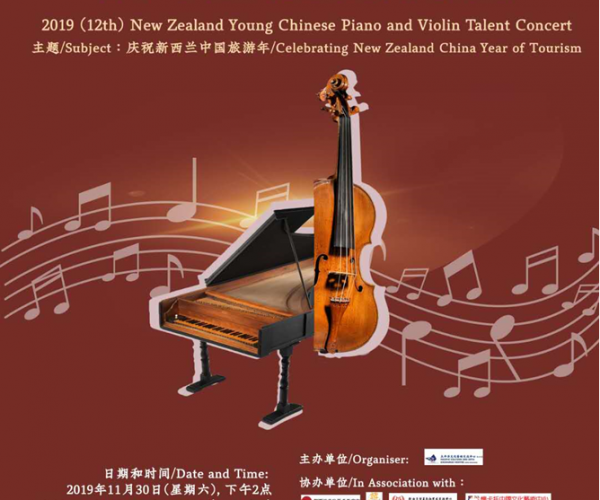 2019 (12th) New Zealand Young Chinese Piano and Violin Talent Concert
主题/Subject：庆祝新西兰中国旅游年/Celebrating New Zealand China Year of Tourism
主办单位/Organiser:
日期和时间/Date and Time:
2019年11月30日(星期六), 下午2点
协办单位/In Association with：